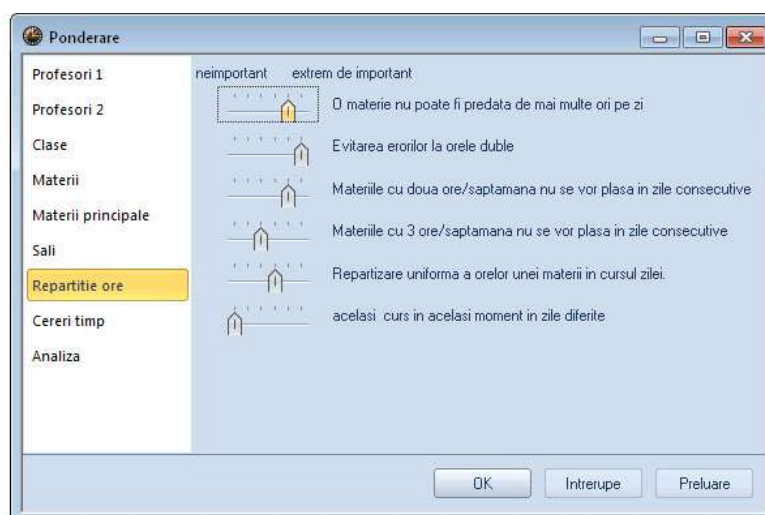 Ponderare
Profesori 1
Profesori 2
Clase
Materii
Materii principale
Sali
Repartitie ore
Cereri timp
Analiza
neimportant extrem de important
O materie nu poate fi predata de mai multe ori pe zi
Evitarea erorilor la orele duble
Materiile cu doua ore/saptamana nu se vor plasa in zile consecutive
Materiile cu 3 ore/saptamana nu se vor plasa in zile consecutive
Repartizare uniforma a orelor unei materii in cursul zilei.
acelasi curs in acelasi moment in zile diferite
OK Intrerupe Preluare